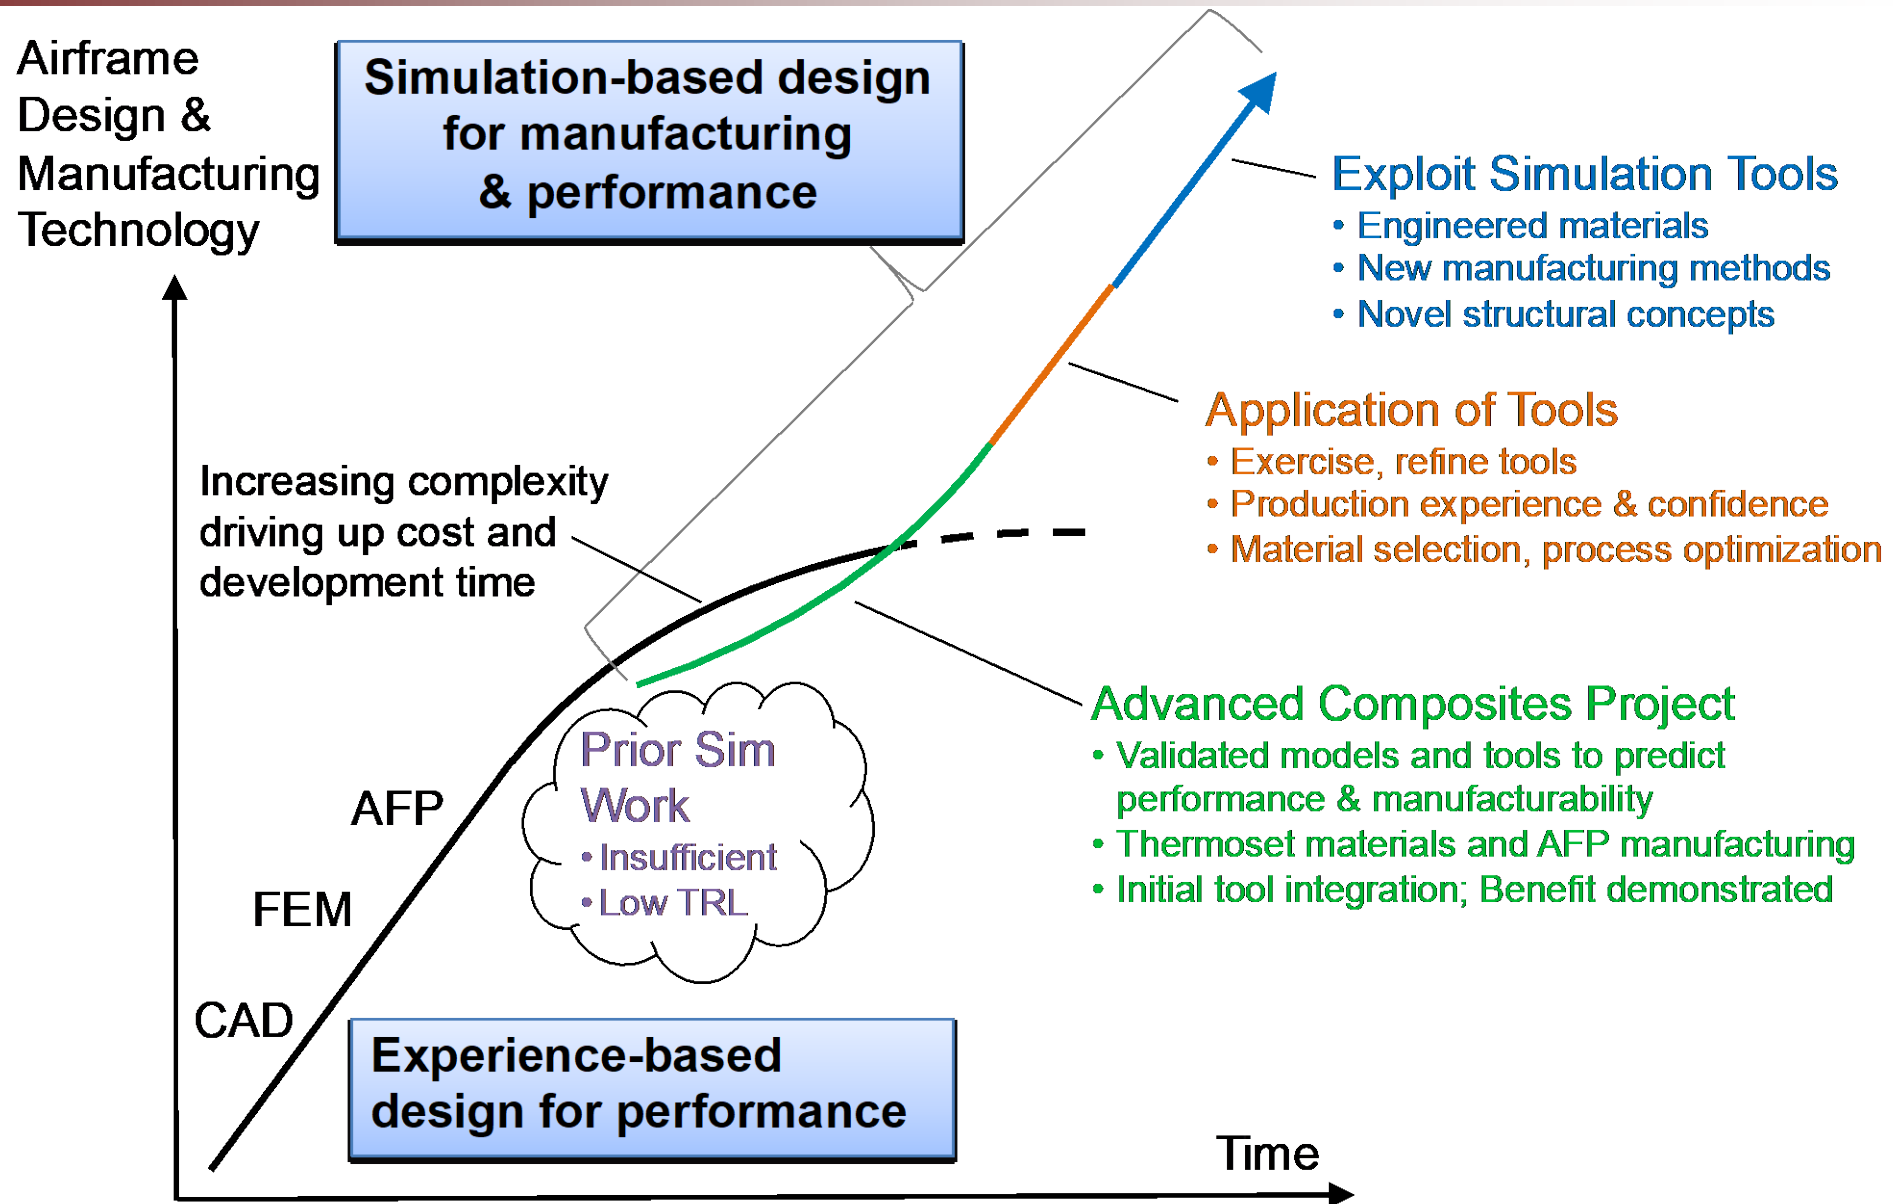 Airframe
Design &
Manufacturing
Technology
Simulation-based design
for manufacturing
& performance
Exploit Simulation Tools
• Engineered materials
• New manufacturing methods
• Novel structural concepts
Application of Tools
• Exercise, refine tools
• Production experience & confidence
• Material selection, process optimization
Increasing complexity
driving up cost and
development time
Advanced Composites Project
• Validated models and tools to predict
performance & manufacturability
• Thermoset materials and AFP manufacturing
• Initial tool integration; Benefit demonstrated
Prior Sim
Work
• Insufficient
• Low TRL
AFP
FEM
CAD
Experience-based
design for performance
Time